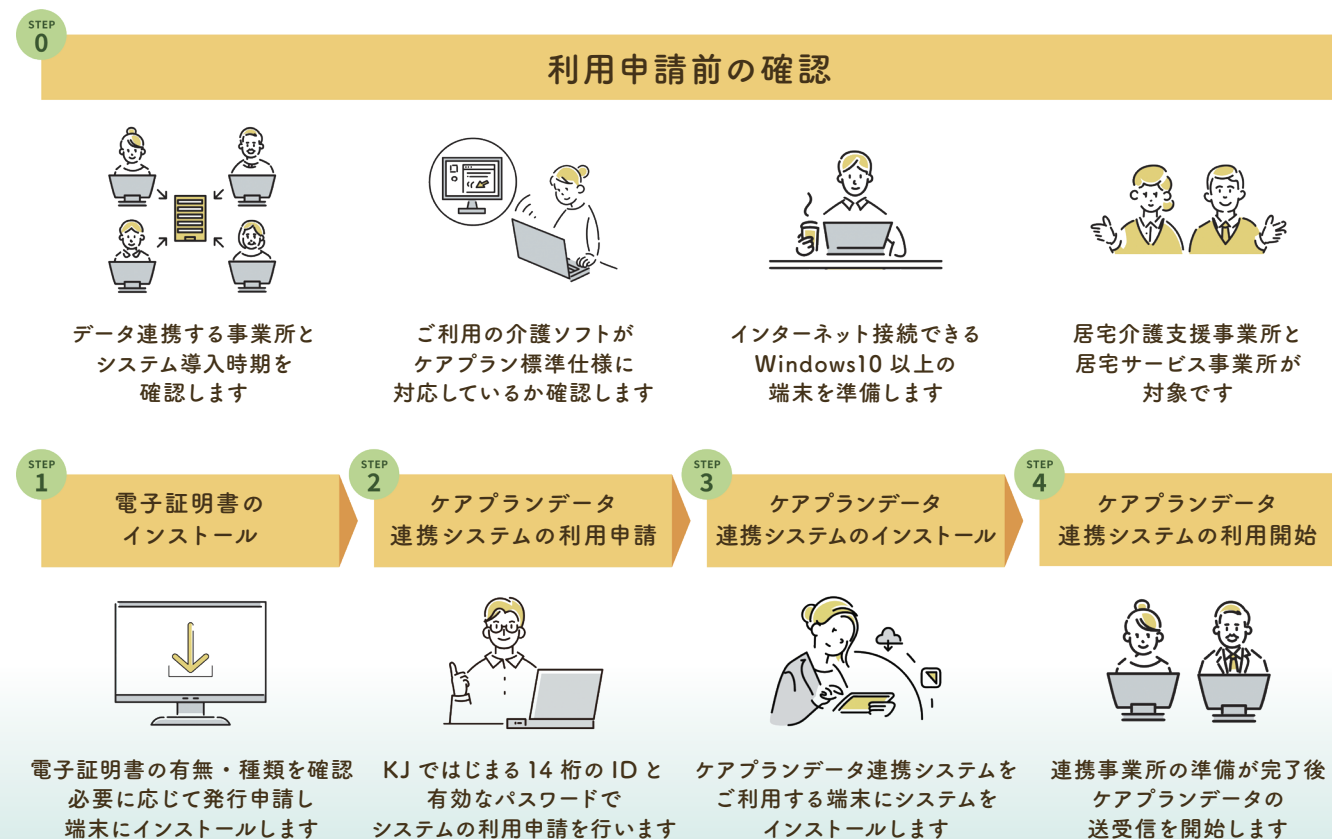 STEP
0
利用申請前の確認
データ連携する事業所と
システム導入時期を
確認します
ご利用の介護ソフトが
ケアプラン標準仕様に
対応しているか確認します
インターネット接続できる
Windows10 以上の
端末を準備します
居宅介護支援事業所と
居宅サービス事業所が
対象です
STEP
1
電子証明書の
インストール
電子証明書の有無・種類を確認
必要に応じて発行申請し
端末にインストールします
STEP
2
ケアプランデータ
連携システムの利用申請
KJ ではじまる 14 桁の ID と
有効なパスワードで
システムの利用申請を行います
STEP
3
ケアプランデータ
連携システムのインストール
ケアプランデータ連携システムを
ご利用する端末にシステムを
インストールします
STEP
4
ケアプランデータ
連携システムの利用開始
連携事業所の準備が完了後
ケアプランデータの
送受信を開始します